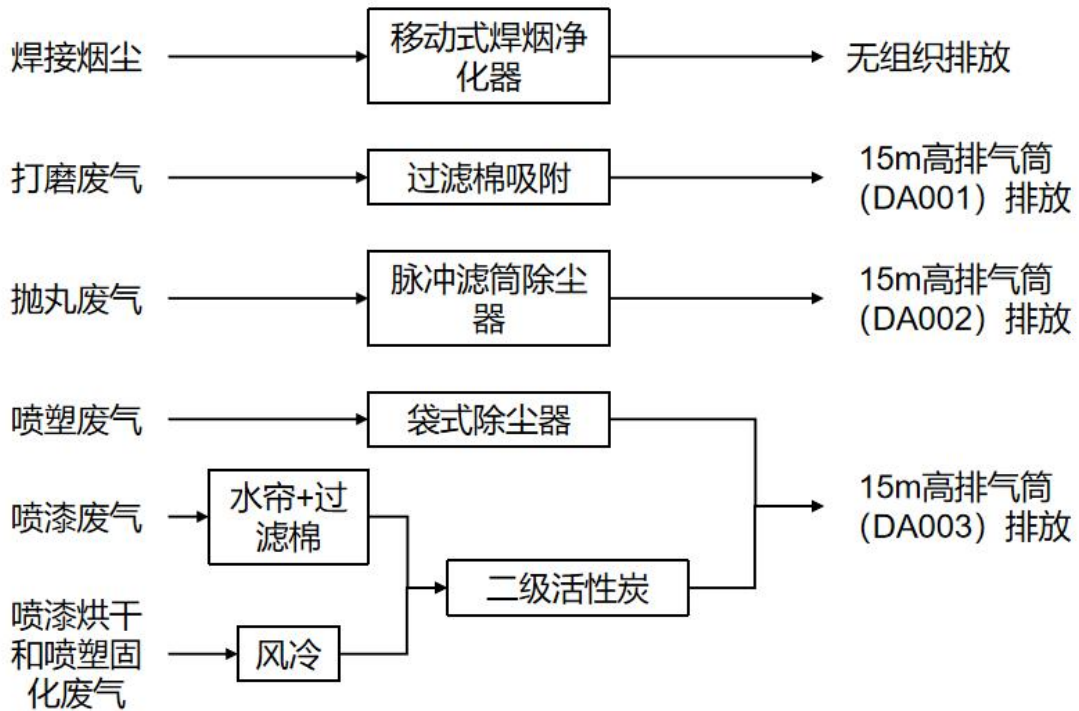 焊接烟尘
移动式焊烟净
化器
无组织排放
打磨废气
过滤棉吸附
15m高排气筒
（DA001）排放
抛丸废气
脉冲滤筒除尘
器
15m高排气筒
（DA002）排放
喷塑废气
袋式除尘器
喷漆废气
水帘+过
滤棉
15m高排气筒
（DA003）排放
二级活性炭
喷漆烘干
和喷塑固
化废气
风冷